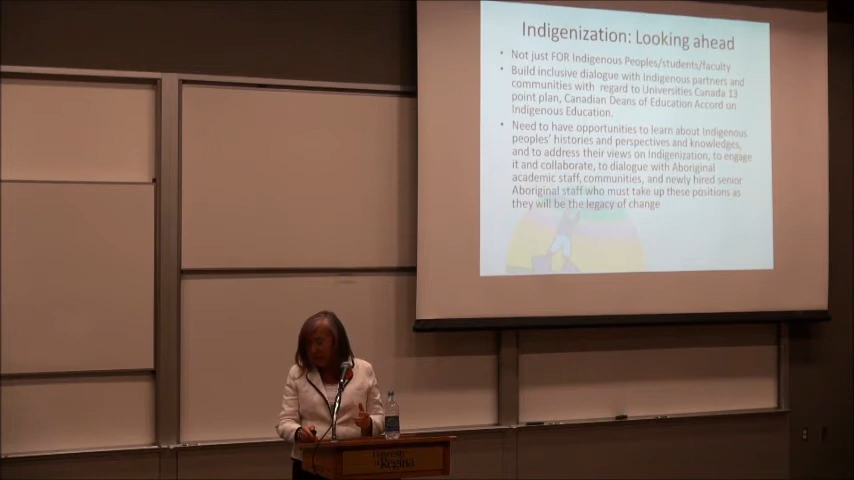 Indigenization: Looking ahead
• Not just FOR Indigenous Peoples/students/faculty
• Build inclusive dialogue with Indigenous partners and
communities with regard to Universities Canada 13
point plan, Canadian Deans of Education Accord on
Indigenous Education.
• Need to have opportunities to learn about Indigenous
peoples' histories and perspectives and knowledges,
and to address their views on Indigenization, to engage
it and collaborate, to dialogue with Aboriginal
academic staff, communities, and newly hired senior
Aboriginal staff who must take up these positions as
they will be the legacy of change
University
of Regina